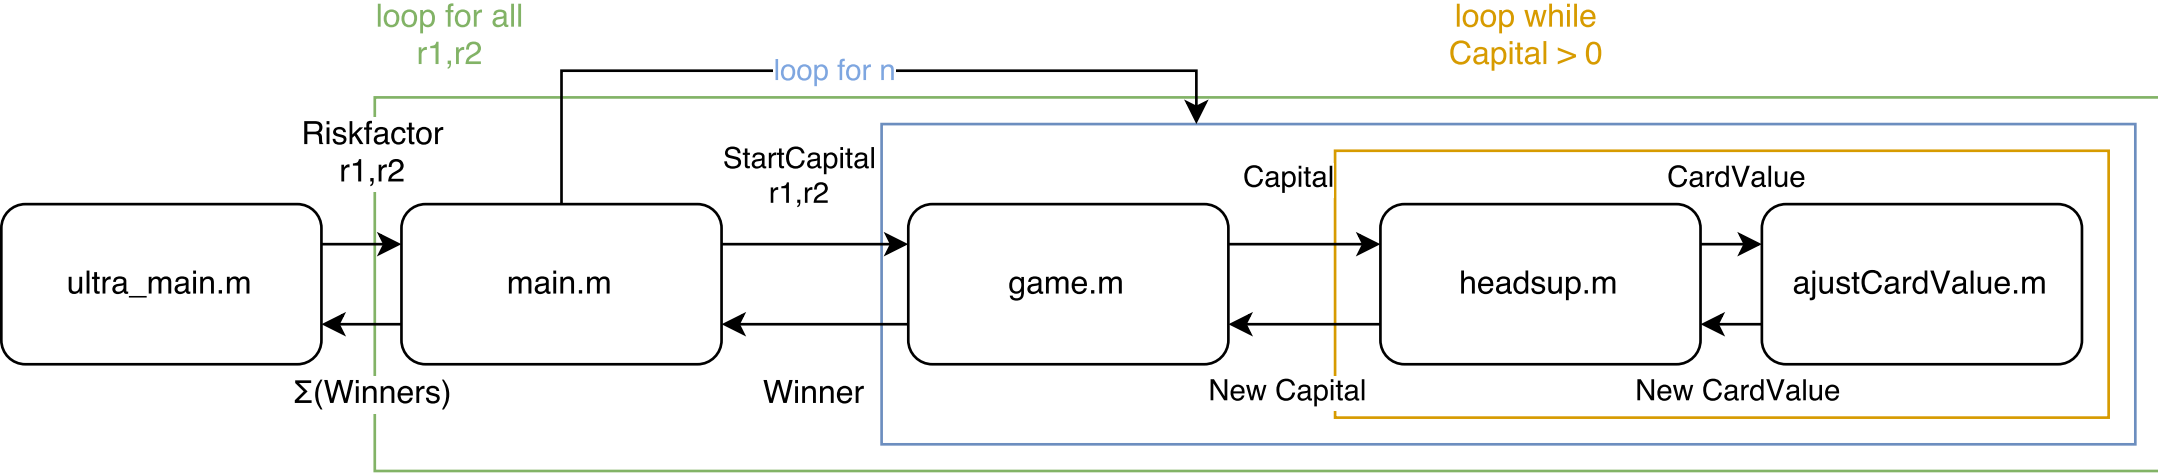 loop for all
r1,r2
loop while
Capital > 0
loop for n
Riskfactor
r1,r2
StartCapital
r1,r2
Capital
CardValue
ultra_main.m
main.m
game.m
headsup.m
ajustCardValue.m
Σ(Winners)
Winner
New Capital
New CardValue